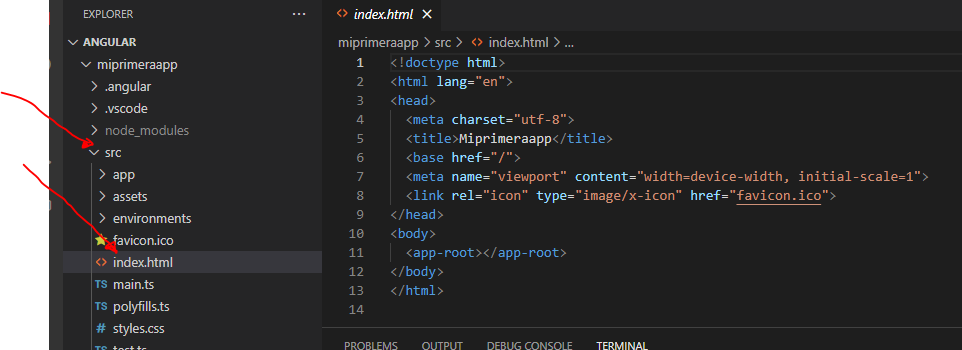 EXPLORER
ANGULAR
miprimeraapp
.angular
.vscode
node_modules
src
app
assets
environments
favicon.ico
index.html
main.ts
polyfills.ts
styles.css
test.ts
index.html
miprimeraapp > src > index.html > ...
1 <!doctype html>
2 <html lang="en">
3 <head>
4 <meta charset="utf-8">
5 <title>Miprimeraapp</title>
6 <base href="/">
7 <meta name="viewport" content="width=device-width, initial-scale=1">
8 <link rel="icon" type="image/x-icon" href="favicon.ico">
9 </head>
10 <body>
11 <app-root></app-root>
12 </body>
13 </html>
14
PROBLEMS OUTPUT DEBUG CONSOLE TERMINAL